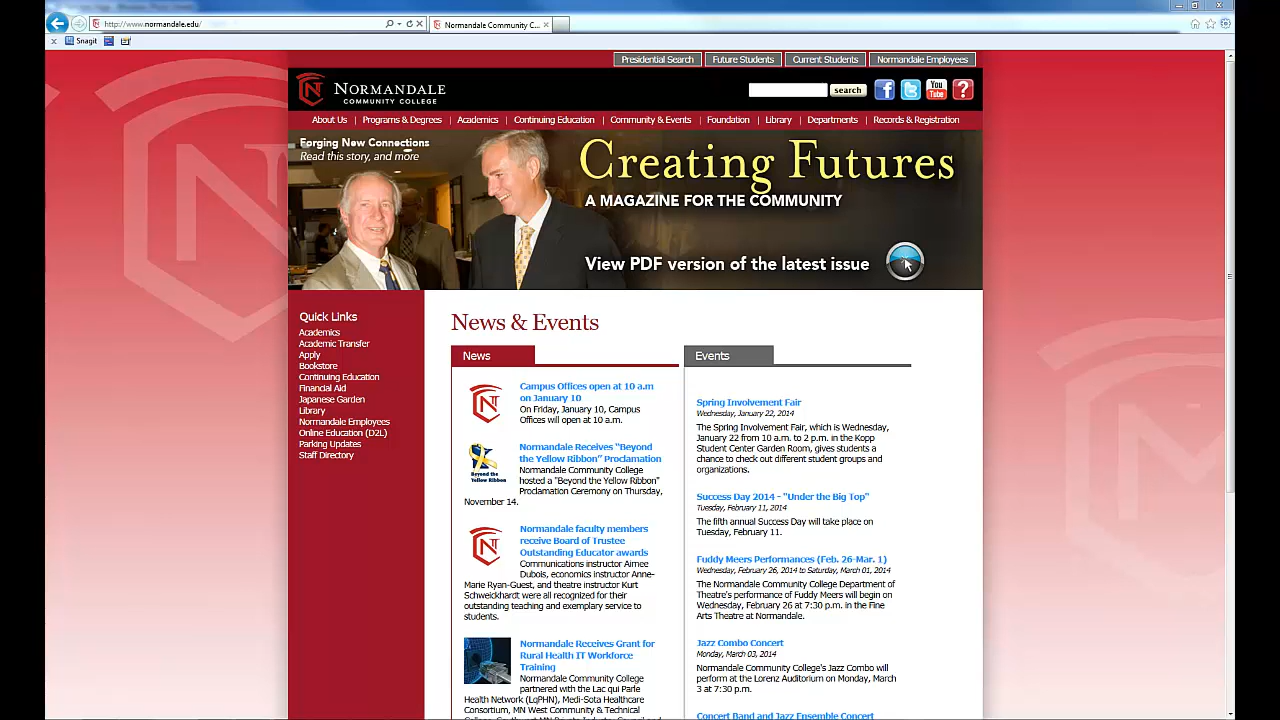 http://www.normandale.edu/
Normandale Community C...
Snagit
Presidential Search
Future Students
Current Students
Normandale Employees
NORMANDALE
COMMUNITY COLLEGE
search
You
Tube
About Us | Programs & Degrees | Academics | Continuing Education | Community & Events | Foundation | Library | Departments | Records & Registration
Forging New Connections
Read this story, and more
Creating Futures
A MAGAZINE FOR THE COMMUNITY
View PDF version of the latest issue
Quick Links
Academics
Academic Transfer
Apply
Bookstore
Continuing Education
Financial Aid
Japanese Garden
Library
Normandale Employees
Online Education (D2L)
Parking Updates
Staff Directory
News & Events
News
Campus Offices open at 10 a.m
on January 10
On Friday, January 10, Campus
Offices will open at 10 a.m.
Beyond the
Yellow Ribbon
Normandale Receives "Beyond
the Yellow Ribbon" Proclamation
Normandale Community College
hosted a "Beyond the Yellow Ribbon"
Proclamation Ceremony on Thursday,
November 14.
Normandale faculty members
receive Board of Trustee
Outstanding Educator awards
Communications instructor Aimee
Dubois, economics instructor Anne-
Marie Ryan-Guest, and theatre instructor Kurt
Schweickhardt were all recognized for their
outstanding teaching and exemplary service to
students.
Normandale Receives Grant for
Rural Health IT Workforce
Training
Normandale Community College
partnered with the Lac qui Parle
Health Network (LqPHN), Medi-Sota Healthcare
Consortium, MN West Community & Technical
Events
Spring Involvement Fair
Wednesday, January 22, 2014
The Spring Involvement Fair, which is Wednesday,
January 22 from 10 a.m. to 2 p.m. in the Kopp
Student Center Garden Room, gives students a
chance to check out different student groups and
organizations.
Success Day 2014 - "Under the Big Top"
Tuesday, February 11, 2014
The fifth annual Success Day will take place on
Tuesday, February 11.
Fuddy Meers Performances (Feb. 26-Mar. 1)
Wednesday, February 26, 2014 to Saturday, March 01, 2014
The Normandale Community College Department of
Theatre's performance of Fuddy Meers will begin on
Wednesday, February 26 at 7:30 p.m. in the Fine
Arts Theatre at Normandale.
Jazz Combo Concert
Monday, March 03, 2014
Normandale Community College's Jazz Combo will
perform at the Lorenz Auditorium on Monday, March
3 at 7:30 p.m.
Concert Band and Jazz Ensemble Concert